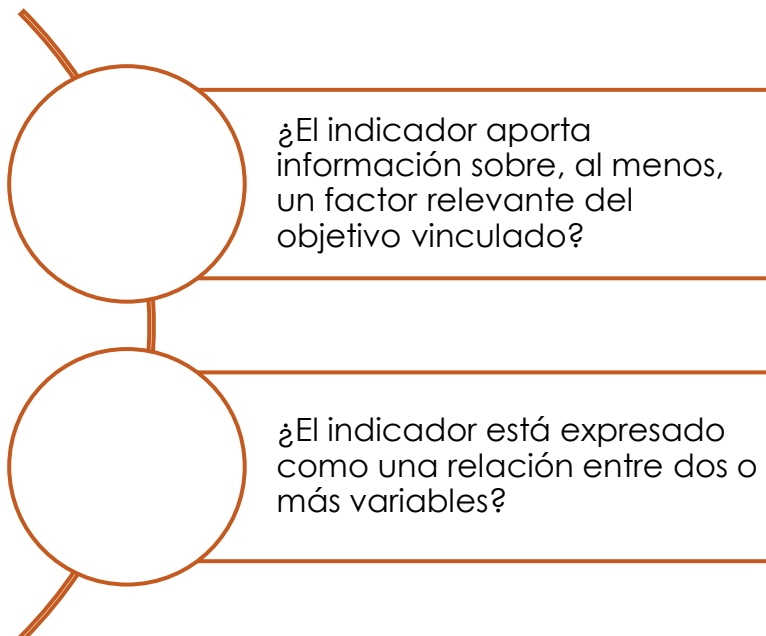 ¿El indicador aporta
información sobre, al menos,
un factor relevante del
objetivo vinculado?
¿El indicador está expresado
como una relación entre dos o
más variables?